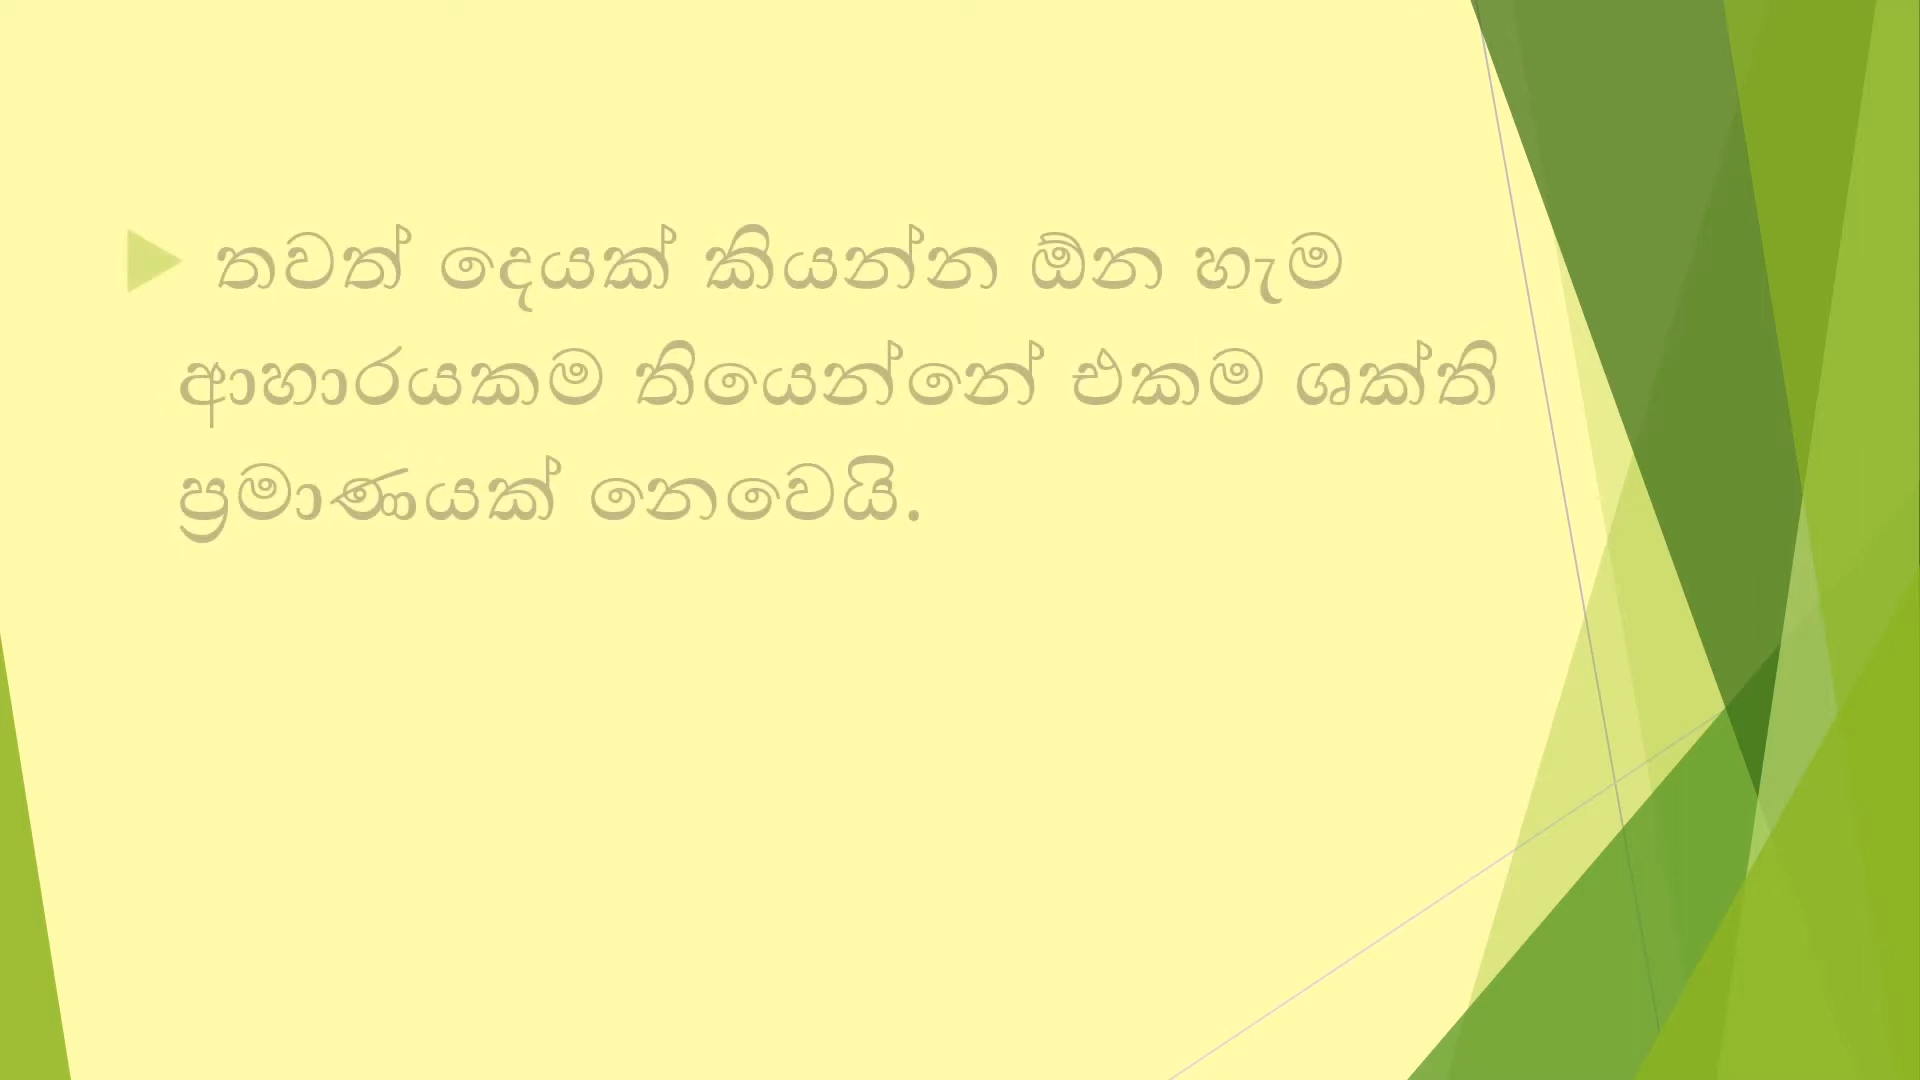 තවත් දෙයක් කියන්න ඕන හැම
ආහාරයකම තියෙන්නේ එකම ශක්ති
ප්‍රමාණයක් නෙවෙයි.